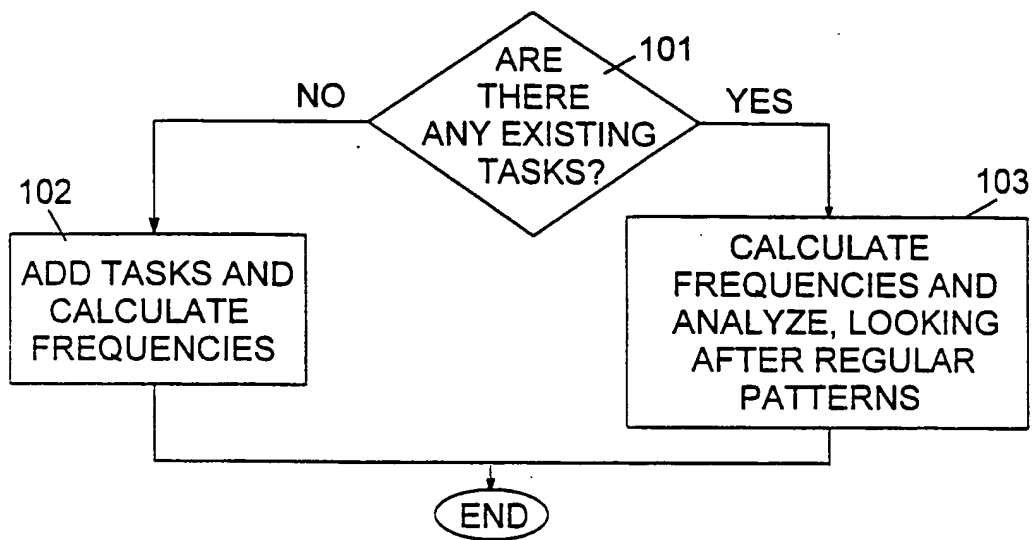 101
ARE
THERE
ANY EXISTING
TASKS?
NO
YES
102
ADD TASKS AND
CALCULATE
FREQUENCIES
103
CALCULATE
FREQUENCIES AND
ANALYZE, LOOKING
AFTER REGULAR
PATTERNS
END